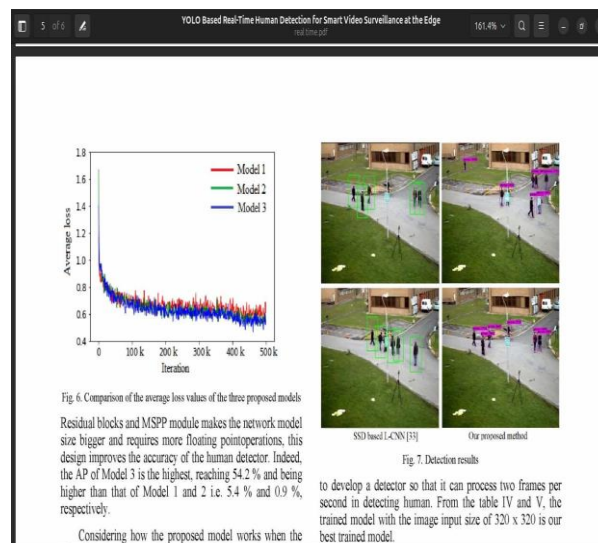 5 of 6
YOLO Based Real-Time Human Detection for Smart Video Surveillance at the Edge
real time.pdf
161.4%
1.8
1.6
1.4
1.2
1.0
0.8
0.6
0.4
Average loss
Model 1
Model 2
Model 3
0 100k 200k 300k 400k 500k
Iteration
Fig. 6. Comparison of the average loss values of the three proposed models
Residual blocks and MSPP module makes the network model
size bigger and requires more floating pointoperations, this
design improves the accuracy of the human detector. Indeed,
the AP of Model 3 is the highest, reaching 54.2 % and being
higher than that of Model 1 and 2 i.e. 5.4 % and 0.9 %,
respectively.
Considering how the proposed model works when the
SSD based L-CNN [33] Our proposed method
Fig. 7. Detection results
to develop a detector so that it can process two frames per
second in detecting human. From the table IV and V, the
trained model with the image input size of 320 x 320 is our
best trained model.